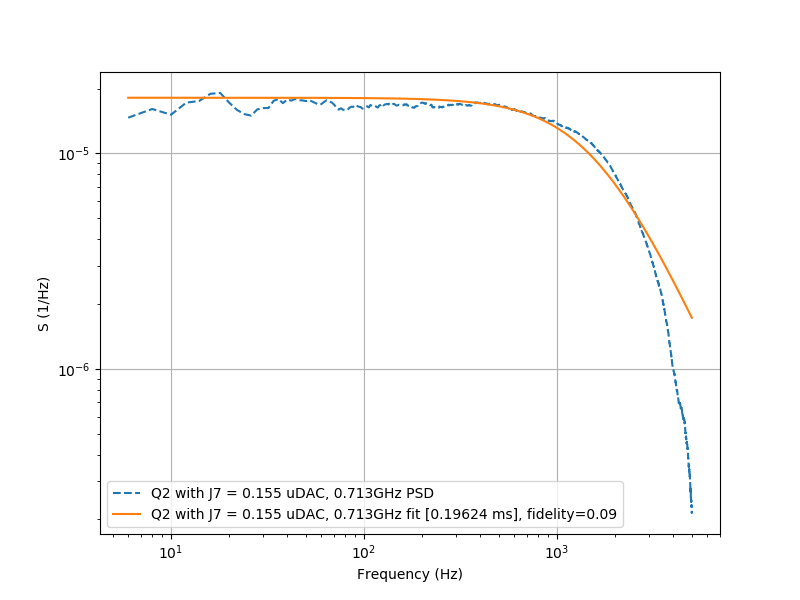 10⁻⁵
10⁻⁶
S (1/Hz)
Q2 with J7 = 0.155 uDAC, 0.713GHz PSD
Q2 with J7 = 0.155 uDAC, 0.713GHz fit [0.19624 ms], fidelity=0.09
10¹
10²
10³
Frequency (Hz)